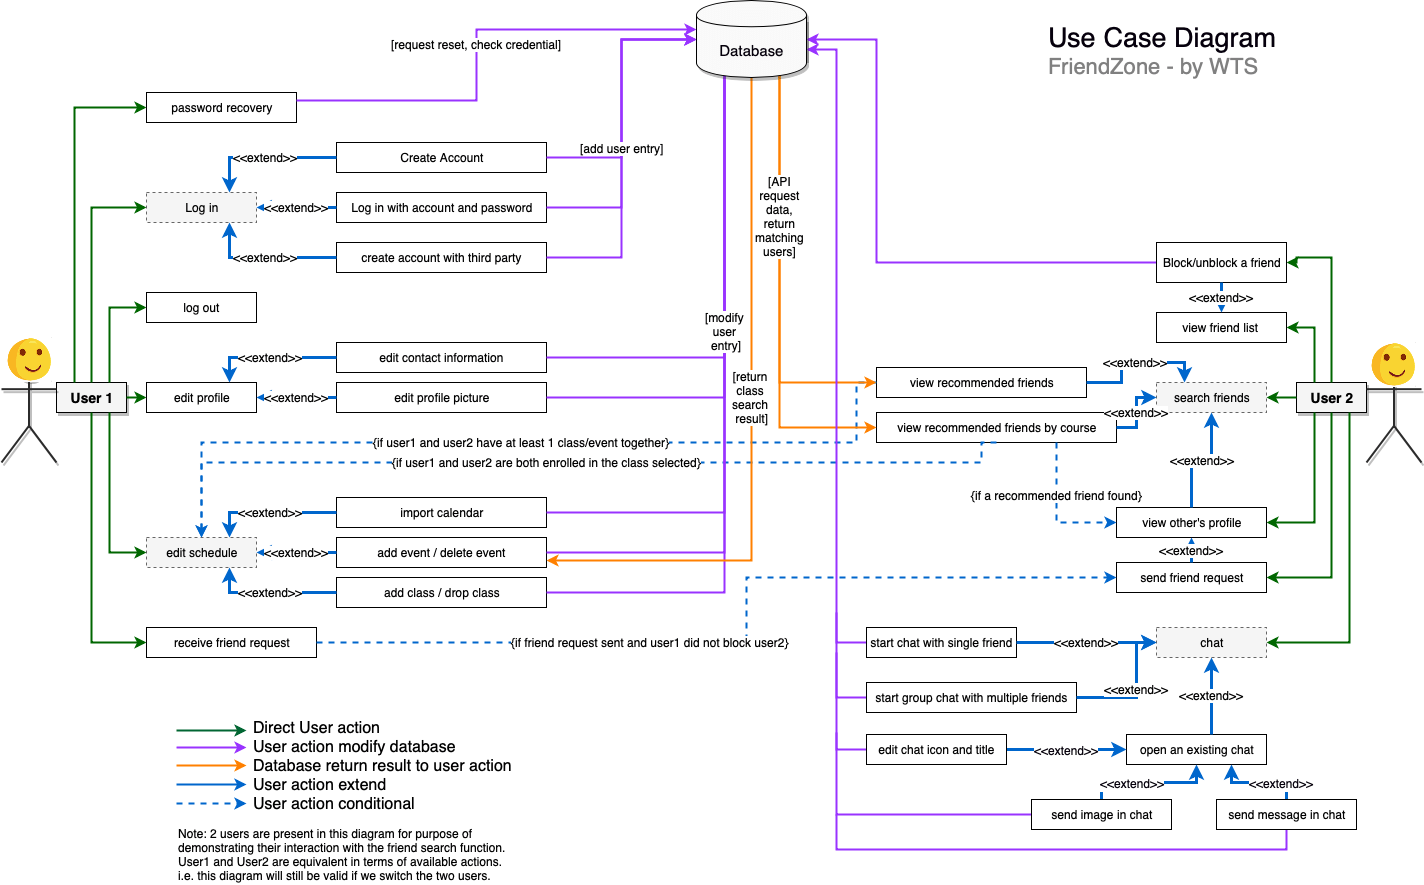 Use Case Diagram
FriendZone - by WTS
Database
[request reset, check credential]
password recovery
[add user entry]
<<extend>>
Create Account
Log in
<<extend>>
Log in with account and password
<<extend>>
create account with third party
[API
request
data,
return
matching
users]
log out
[modify
user
entry]
<<extend>>
edit contact information
User 1
edit profile
<<extend>>
edit profile picture
[return
class
search
result]
{if user1 and user2 have at least 1 class/event together}
{if user1 and user2 are both enrolled in the class selected}
<<extend>>
import calendar
edit schedule
<<extend>>
add event / delete event
<<extend>>
add class / drop class
receive friend request
{if friend request sent and user1 did not block user2}
Block/unblock a friend
<<extend>>
view friend list
view recommended friends
<<extend>>
search friends
User 2
<<extend>>
view recommended friends by course
<<extend>>
{if a recommended friend found}
view other's profile
<<extend>>
send friend request
start chat with single friend
<<extend>>
chat
start group chat with multiple friends
<<extend>>
<<extend>>
edit chat icon and title
<<extend>>
open an existing chat
<<extend>>
<<extend>>
send image in chat
send message in chat
Direct User action
User action modify database
Database return result to user action
User action extend
User action conditional
Note: 2 users are present in this diagram for purpose of
demonstrating their interaction with the friend search function.
User1 and User2 are equivalent in terms of available actions.
i.e. this diagram will still be valid if we switch the two users.